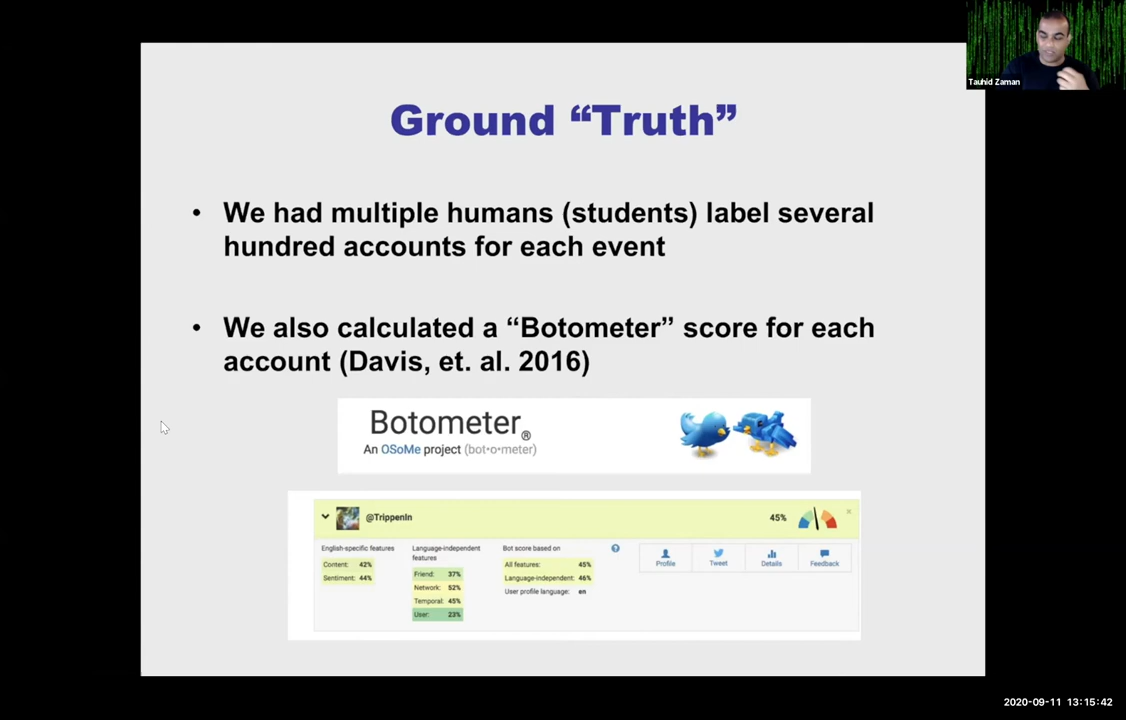 Tauhid Zaman
Ground “Truth”
• We had multiple humans (students) label several
hundred accounts for each event
• We also calculated a “Botometer” score for each
account (Davis, et. al. 2016)
Botometer®
An OSoMe project (bot•o•meter)
@TrippenIn 45% ×
English-specific features
Content: 42%
Sentiment: 44%
Language-independent
features
Friend: 37%
Network: 52%
Temporal: 45%
User: 23%
Bot score based on ?
All features: 45%
Language-independent: 46%
User profile language: en
Profile Tweet Details Feedback
2020-09-11 13:15:42